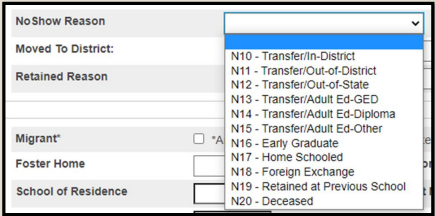 NoShow Reason
Moved To District:
Retained Reason
N10 - Transfer/In-District
N11 - Transfer/Out-of-District
N12 - Transfer/Out-of-State
N13 - Transfer/Adult Ed-GED
N14 - Transfer/Adult Ed-Diploma
N15 - Transfer/Adult Ed-Other
N16 - Early Graduate
N17 - Home Schooled
N18 - Foreign Exchange
N19 - Retained at Previous School
N20 - Deceased
Migrant* *A
Foster Home
School of Residence